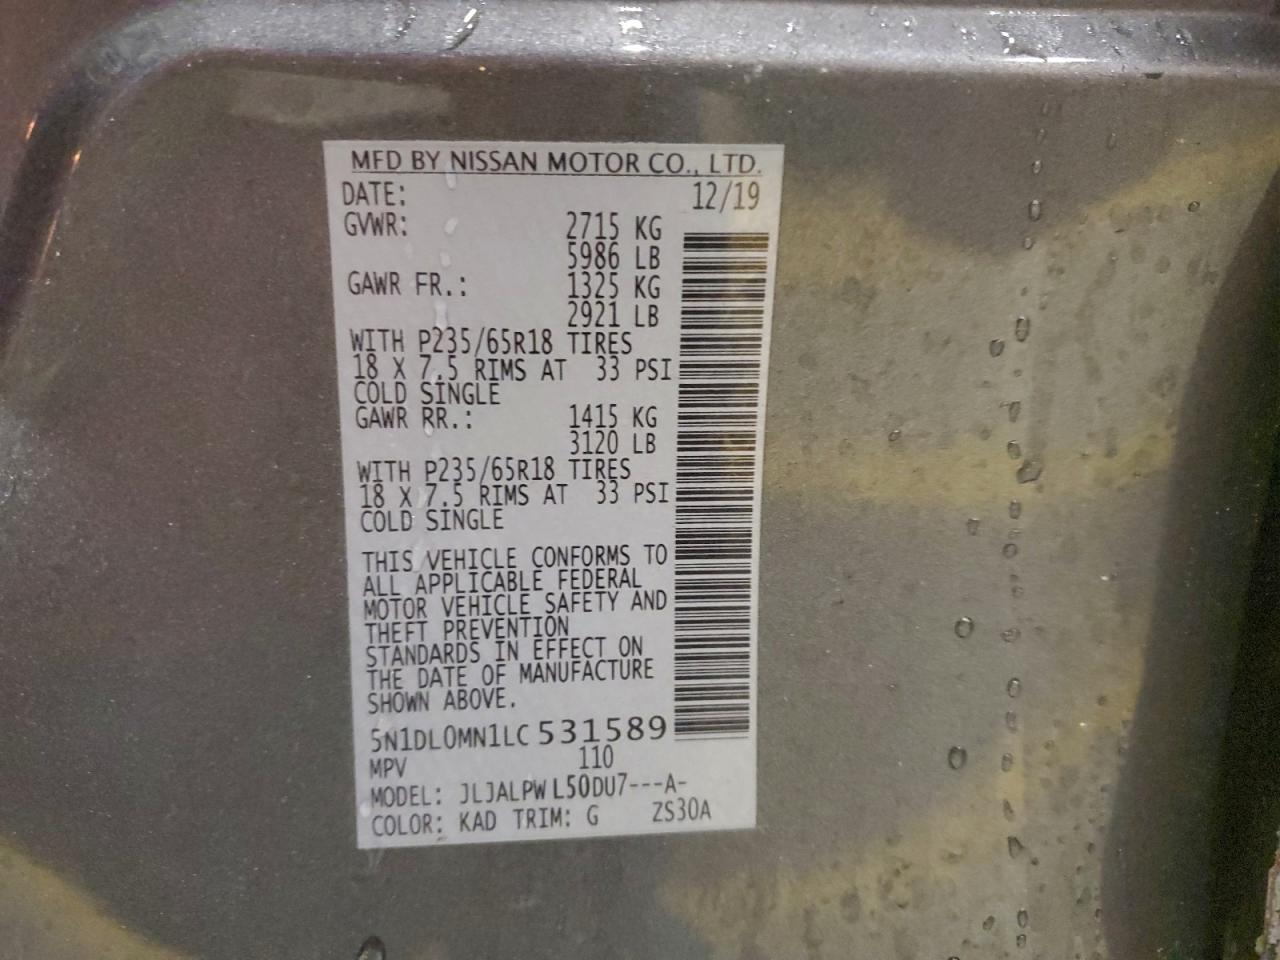 MFD BY NISSAN MOTOR CO., LTD.
DATE: 12/19
GVWR: 2715 KG
5986 LB
GAWR FR.: 1325 KG
2921 LB
WITH P235/65R18 TIRES
18 X 7.5 RIMS AT 33 PSI
COLD SINGLE
GAWR RR.: 1415 KG
3120 LB
WITH P235/65R18 TIRES
18 X 7.5 RIMS AT 33 PSI
COLD SINGLE
THIS VEHICLE CONFORMS TO
ALL APPLICABLE FEDERAL
MOTOR VEHICLE SAFETY AND
THEFT PREVENTION
STANDARDS IN EFFECT ON
THE DATE OF MANUFACTURE
SHOWN ABOVE.
5N1DL0MN1LC531589
MPV 110
MODEL: JLJALPWL50DU7---A-
COLOR: KAD TRIM: G ZS30A